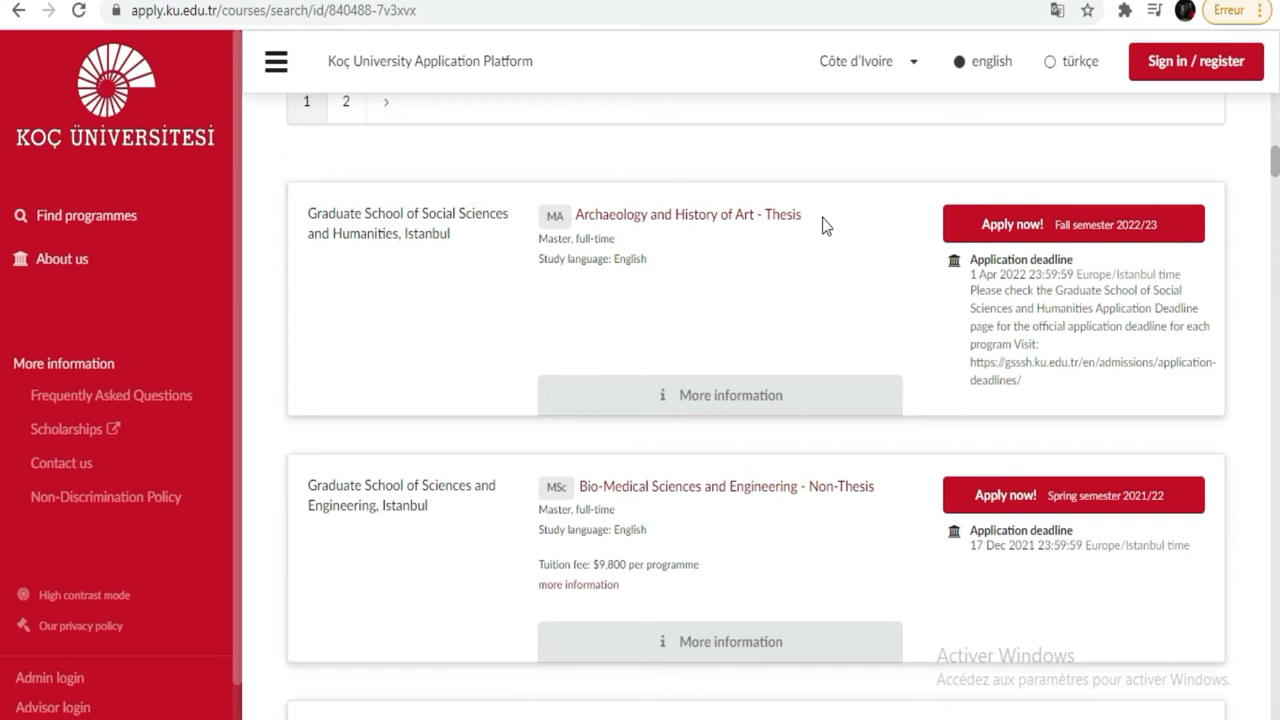 apply.ku.edu.tr/courses/search/id/840488-7v3xvx
Erreur
KOÇ ÜNİVERSİTESİ
Find programmes
About us
More information
Frequently Asked Questions
Scholarships
Contact us
Non-Discrimination Policy
High contrast mode
Our privacy policy
Admin login
Advisor login
Koç University Application Platform
Côte d'Ivoire
english
türkçe
Sign in / register
1 2 ›
Graduate School of Social Sciences
and Humanities, Istanbul
MA Archaeology and History of Art - Thesis
Master, full-time
Study language: English
More information
Apply now! Fall semester 2022/23
Application deadline
1 Apr 2022 23:59:59 Europe/Istanbul time
Please check the Graduate School of Social
Sciences and Humanities Application Deadline
page for the official application deadline for each
program Visit:
https://gsssh.ku.edu.tr/en/admissions/application-
deadlines/
Graduate School of Sciences and
Engineering, Istanbul
MSc Bio-Medical Sciences and Engineering - Non-Thesis
Master, full-time
Study language: English
Tuition fee: $9,800 per programme
more information
More information
Apply now! Spring semester 2021/22
Application deadline
17 Dec 2021 23:59:59 Europe/Istanbul time
Activer Windows
Accédez aux paramètres pour activer Windows.